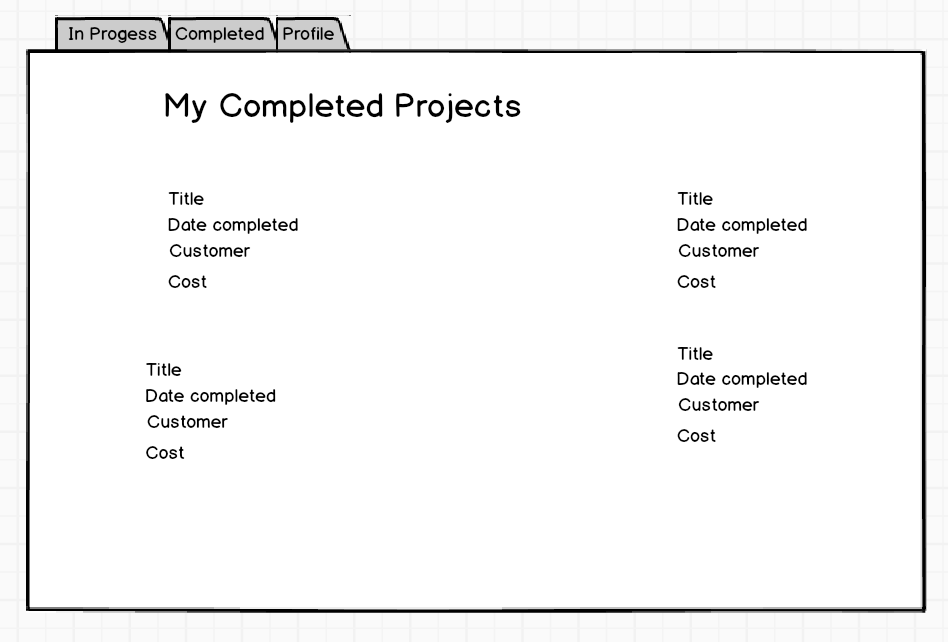 In Progess
Completed
Profile
My Completed Projects
Title
Date completed
Customer
Cost
Title
Date completed
Customer
Cost
Title
Date completed
Customer
Cost
Title
Date completed
Customer
Cost